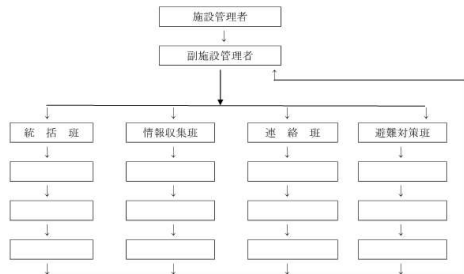 施設管理者
副施設管理者
統 括 班
情報収集班
連 絡 班
避難対策班